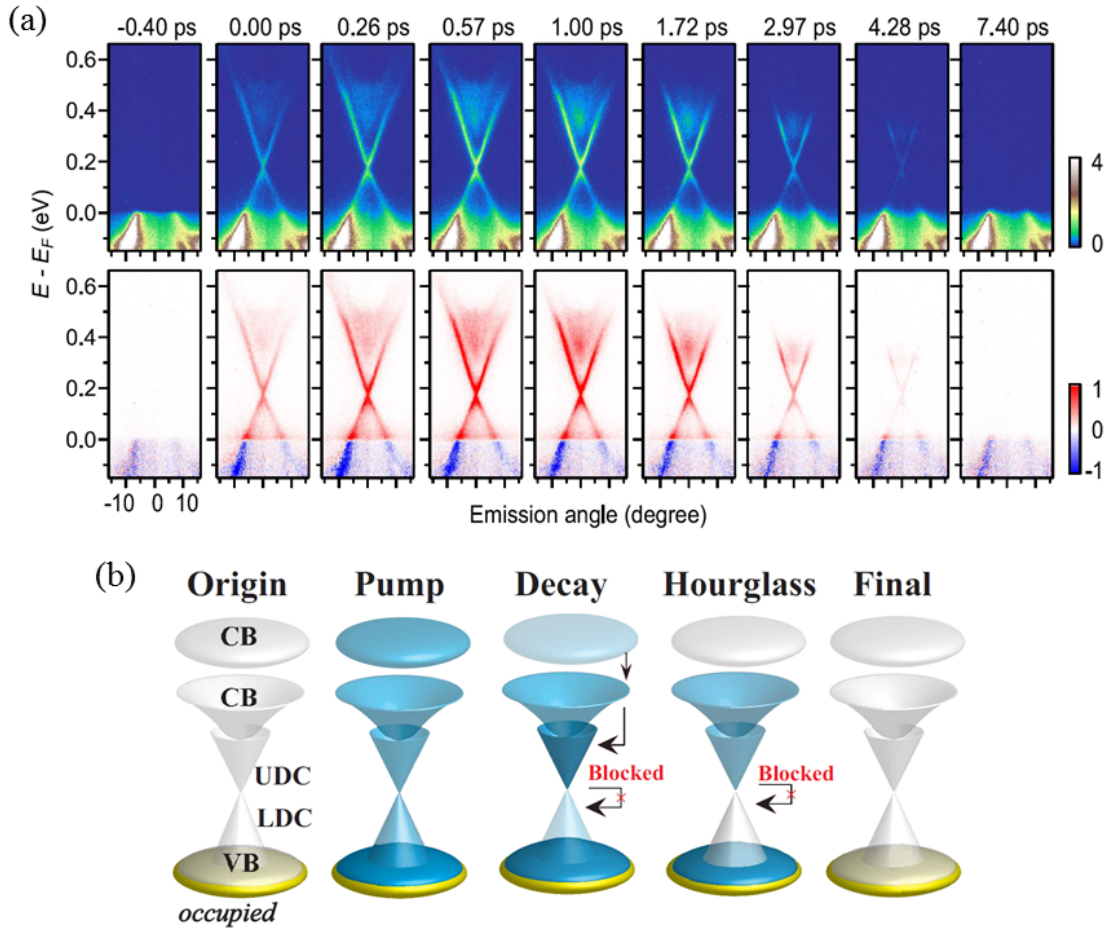 (a)
-0.40 ps 0.00 ps 0.26 ps 0.57 ps 1.00 ps 1.72 ps 2.97 ps 4.28 ps 7.40 ps
0.6
0.4
0.2
0.0
4
0
E - E_F (eV)
0.6
0.4
0.2
0.0
1
0
-1
-10 0 10
Emission angle (degree)
(b)
Origin Pump Decay Hourglass Final
CB
CB
UDC
Blocked Blocked
LDC
VB
occupied